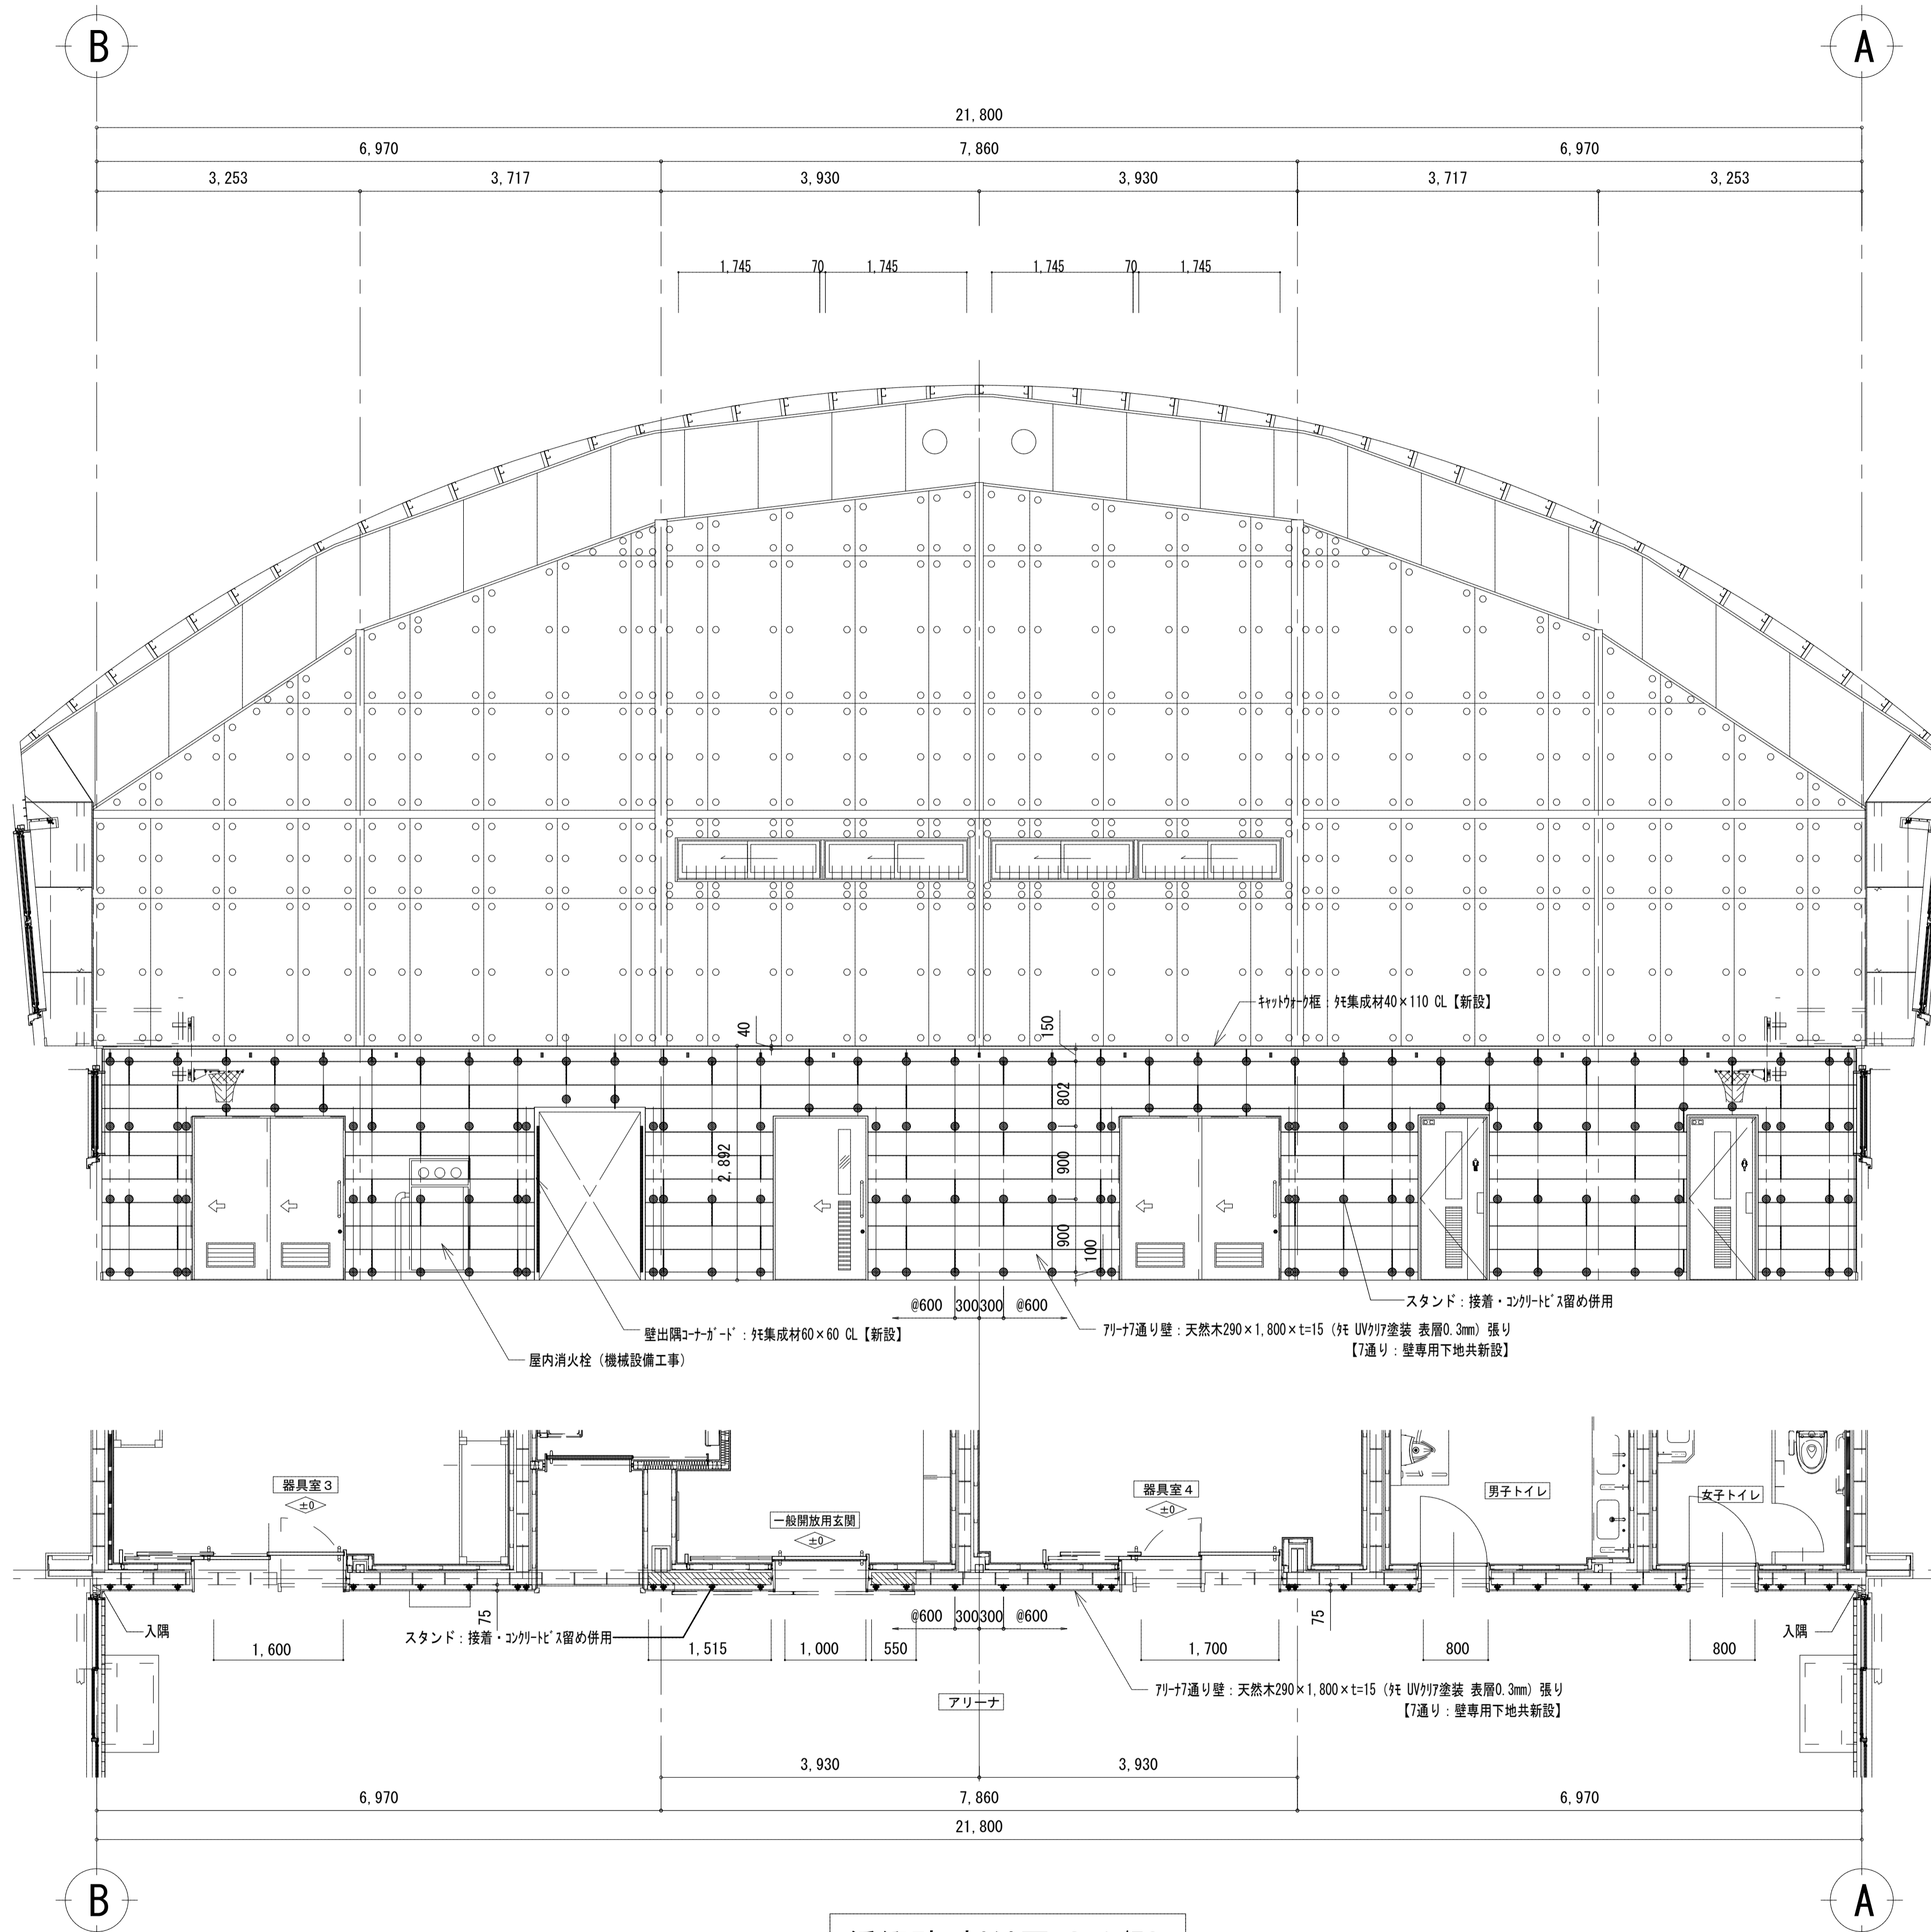 B A
21,800
6,970 7,860 6,970
3,253 3,717 3,930 3,930 3,717 3,253
1,745 70 1,745 1,745 70 1,745
キャットウォーク框：タモ集成材40×110 CL【新設】
40 150
802
2,892
900
900
100
@600 300 300 @600
スタンド：接着・コンクリートビス留め併用
壁出隅コーナーガード：タモ集成材60×60 CL【新設】
アリーナ7通り壁：天然木290×1,800×t=15（タモ UVクリア塗装 表層0.3mm）張り
【7通り：壁専用下地共新設】
屋内消火栓（機械設備工事）
器具室３
±0
一般開放用玄関
±0
器具室４
±0
男子トイレ
女子トイレ
75 @600 300 300 @600 75
入隅 入隅
スタンド：接着・コンクリートビス留め併用
1,600 1,515 1,000 550 1,700 800 800
アリーナ7通り壁：天然木290×1,800×t=15（タモ UVクリア塗装 表層0.3mm）張り
【7通り：壁専用下地共新設】
アリーナ
3,930 3,930
6,970 7,860 6,970
21,800
B A